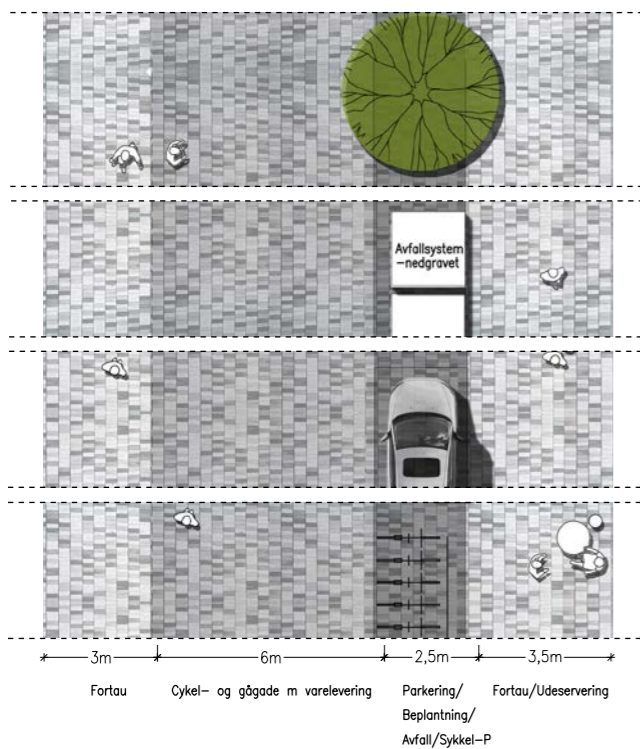 Avfallsystem
-nedgravet
3m
6m
2,5m
3,5m
Fortau
Cykel- og gågade m varelevering
Parkering/
Beplantning/
Avfall/Sykkel-P
Fortau/Udeservering